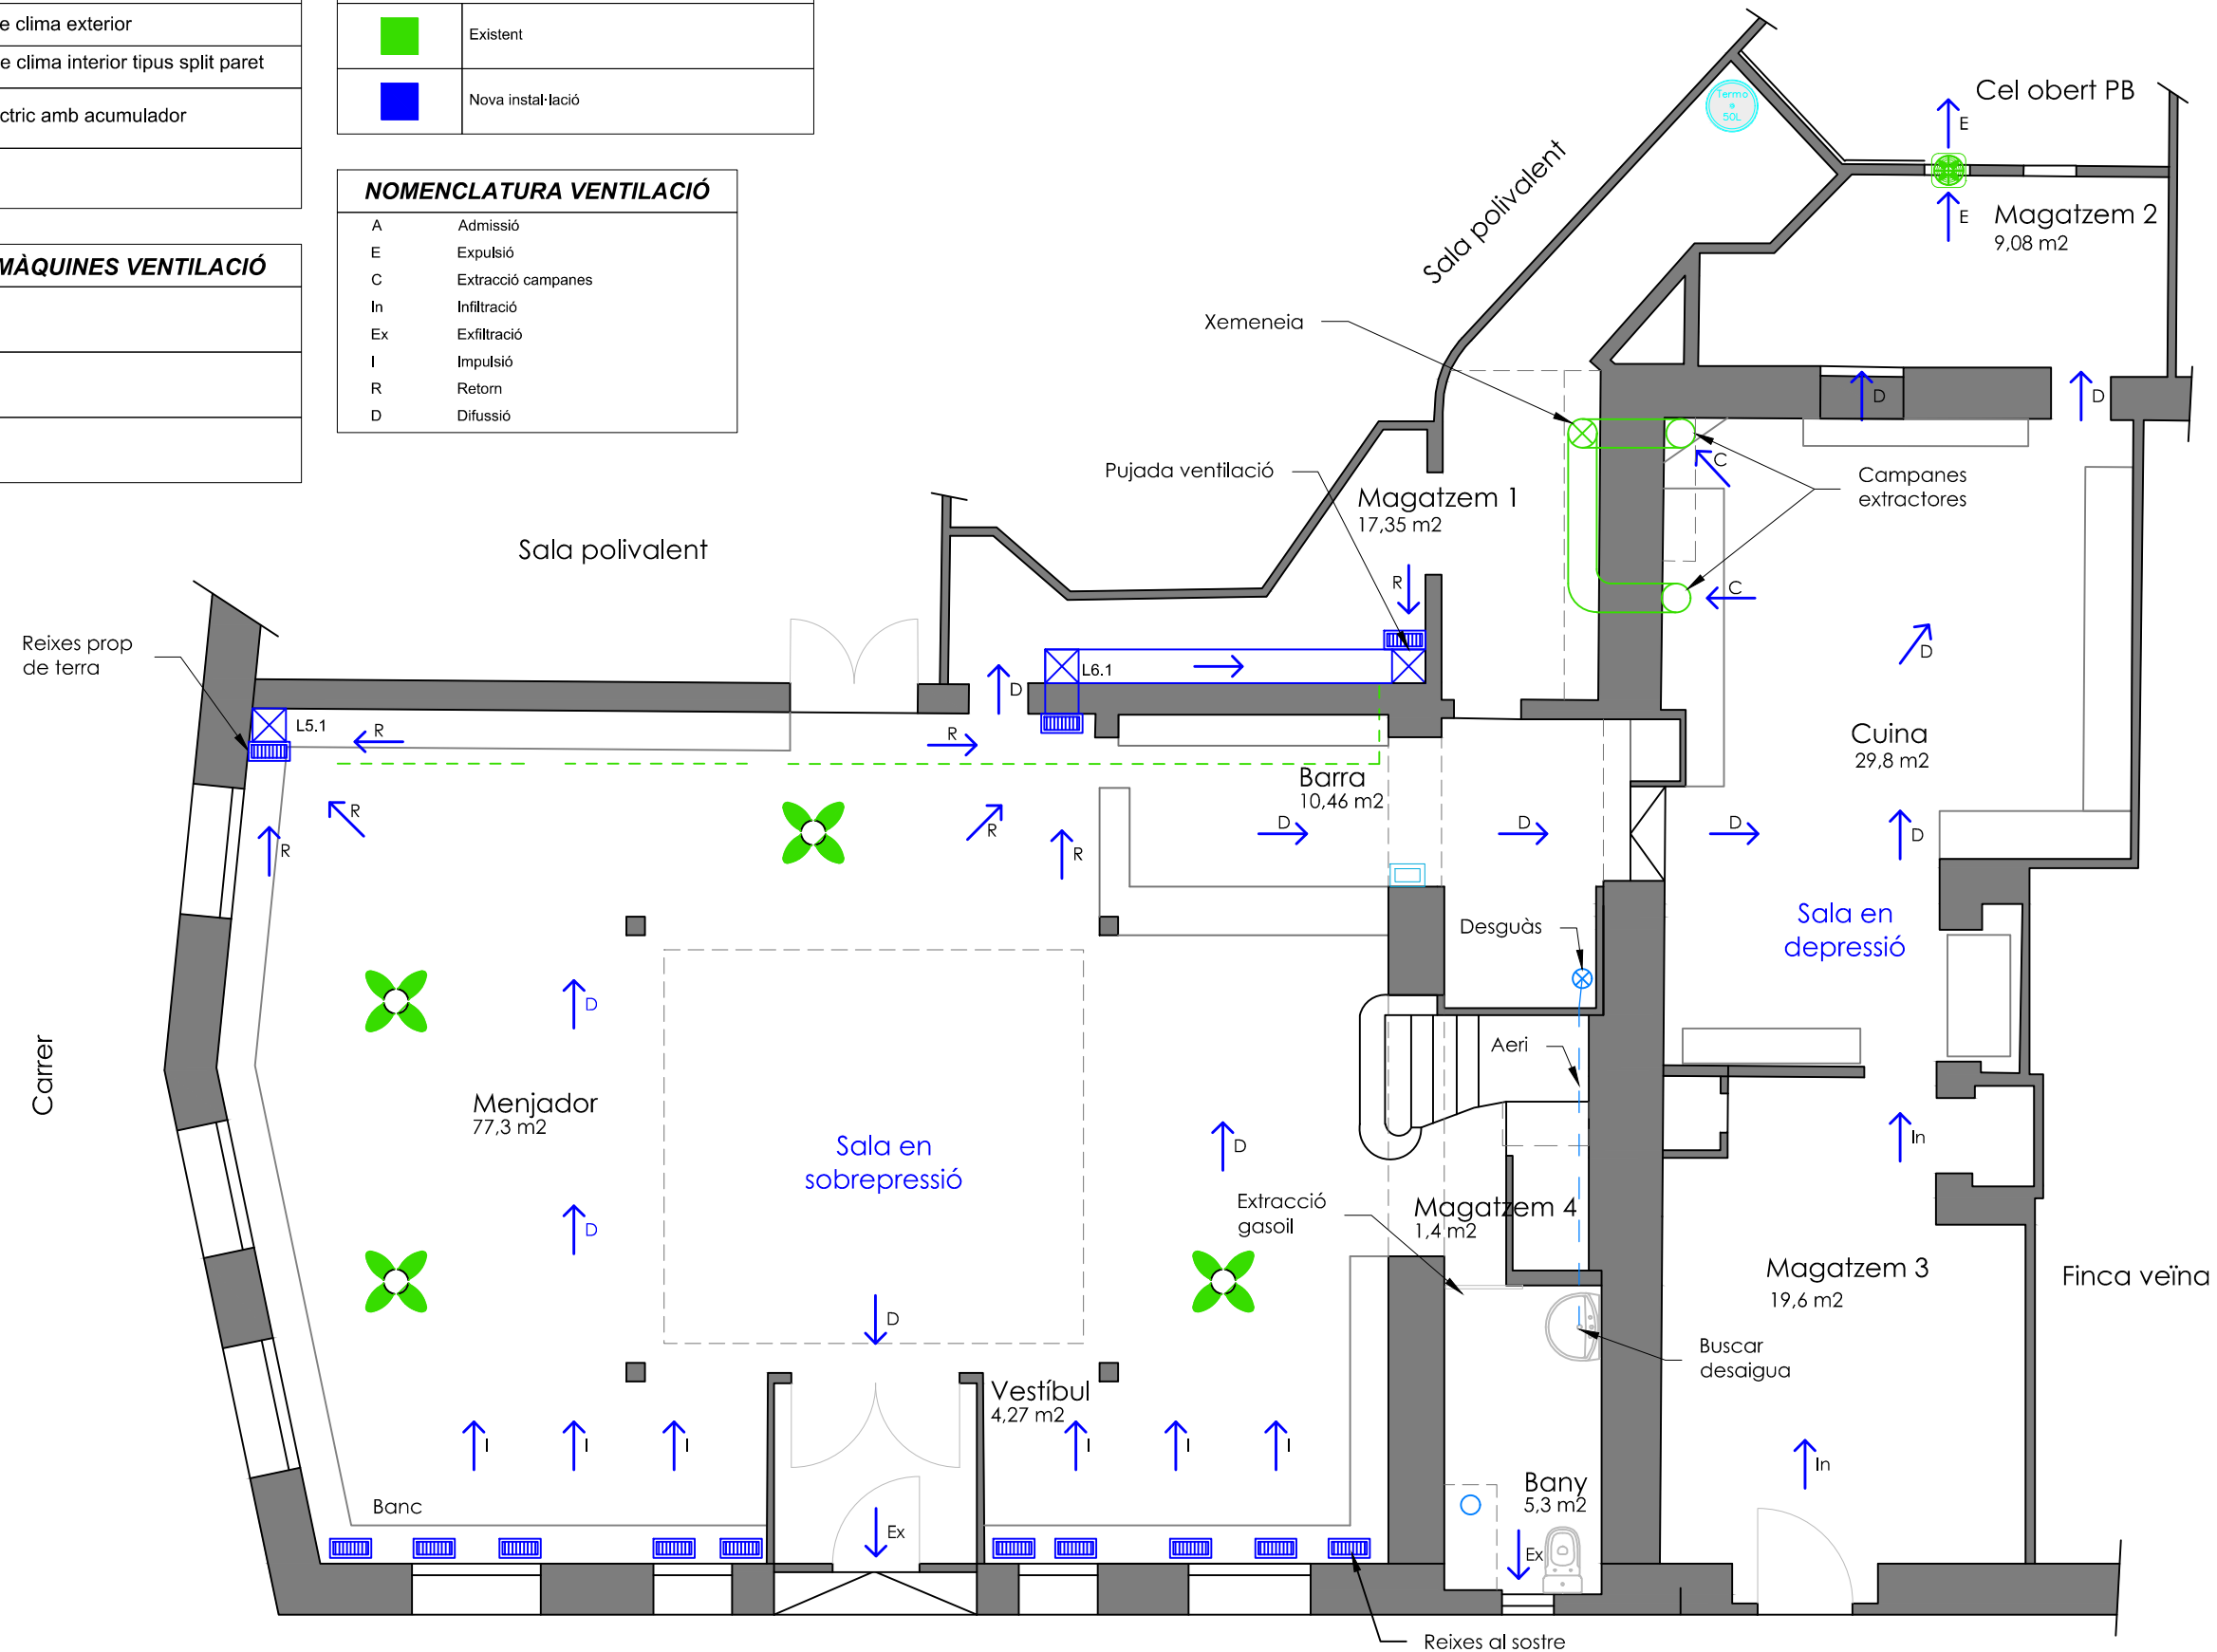 e clima exterior
e clima interior tipus split paret
ctric amb acumulador
MÀQUINES VENTILACIÓ
Existent
Nova instal·lació
NOMENCLATURA VENTILACIÓ
A Admissió
E Expulsió
C Extracció campanes
In Infiltració
Ex Exfiltració
I Impulsió
R Retorn
D Difussió
Termo
50L
Cel obert PB
E
E
Magatzem 2
9,08 m2
Sala polivalent
Xemeneia
D
D
Pujada ventilació
C
Campanes
extractores
Magatzem 1
17,35 m2
Sala polivalent
R
C
Reixes prop
de terra
D
L6.1
D
L5.1
R
R
Cuina
29,8 m2
Barra
10,46 m2
R
R
R
R
D
D
D
D
Sala en
depressió
Desguàs
D
Aeri
Carrer
Menjador
77,3 m2
Sala en
sobrepressió
D
In
D
Extracció
gasoil
Magatzem 4
1,4 m2
Magatzem 3
19,6 m2
Finca veïna
D
Buscar
desaigua
Vestíbul
4,27 m2
I
I
I
I
I
I
In
Banc
Bany
5,3 m2
Ex
Ex
Reixes al sostre